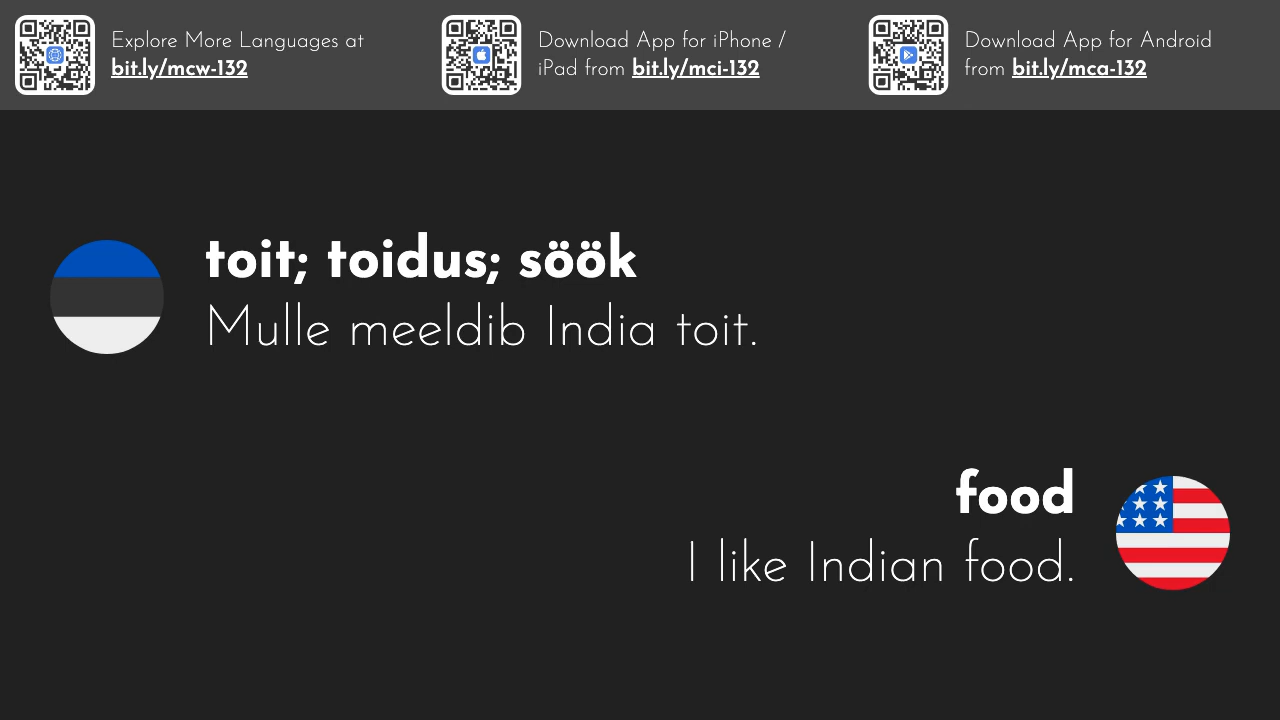 Explore More Languages at
bit.ly/mcw-132
Download App for iPhone /
iPad from bit.ly/mci-132
Download App for Android
from bit.ly/mca-132
toit; toidus; söök
Mulle meeldib India toit.
food
I like Indian food.